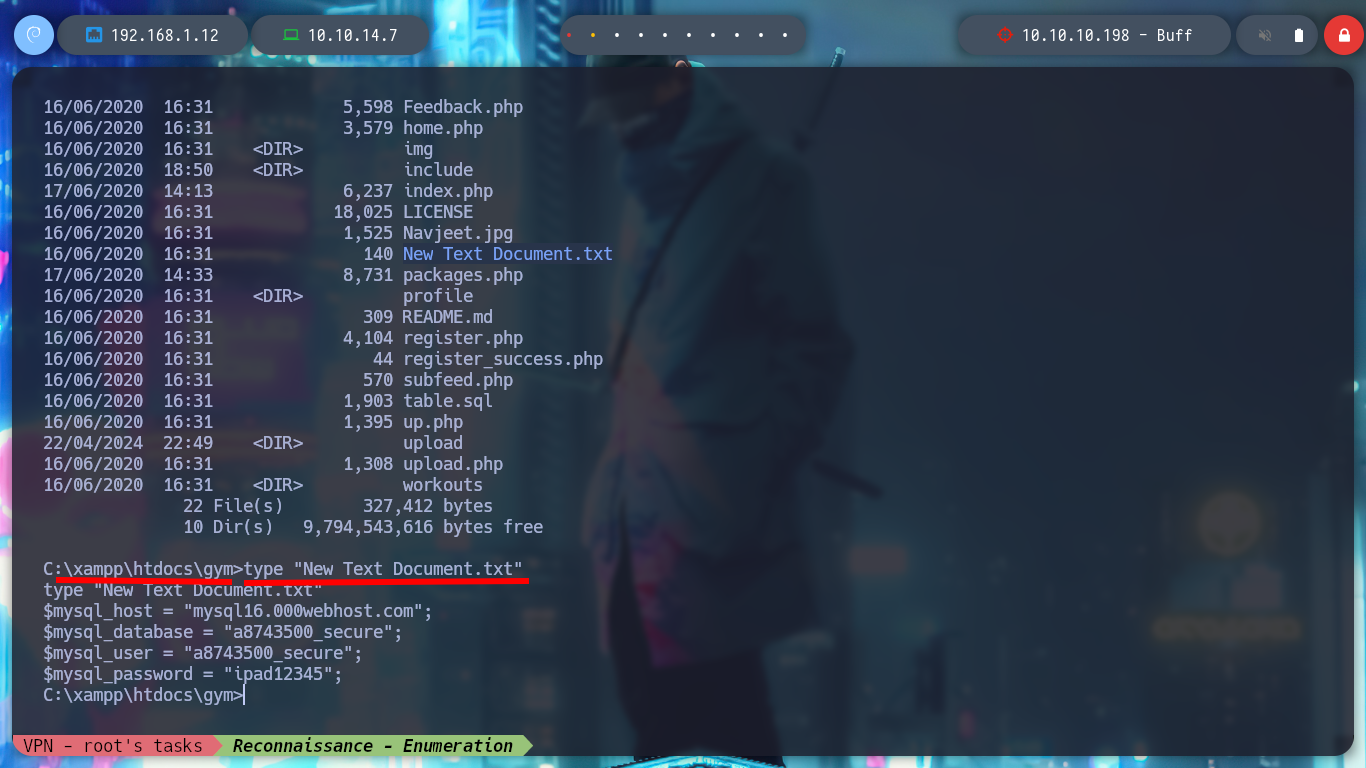 192.168.1.12 10.10.14.7 10.10.10.198 - Buff
16/06/2020 16:31 5,598 Feedback.php
16/06/2020 16:31 3,579 home.php
16/06/2020 16:31 <DIR> img
16/06/2020 18:50 <DIR> include
17/06/2020 14:13 6,237 index.php
16/06/2020 16:31 18,025 LICENSE
16/06/2020 16:31 1,525 Navjeet.jpg
16/06/2020 16:31 140 New Text Document.txt
17/06/2020 14:33 8,731 packages.php
16/06/2020 16:31 <DIR> profile
16/06/2020 16:31 309 README.md
16/06/2020 16:31 4,104 register.php
16/06/2020 16:31 44 register_success.php
16/06/2020 16:31 570 subfeed.php
16/06/2020 16:31 1,903 table.sql
16/06/2020 16:31 1,395 up.php
22/04/2024 22:49 <DIR> upload
16/06/2020 16:31 1,308 upload.php
16/06/2020 16:31 <DIR> workouts
22 File(s) 327,412 bytes
10 Dir(s) 9,794,543,616 bytes free
C:\xampp\htdocs\gym>type "New Text Document.txt"
type "New Text Document.txt"
$mysql_host = "mysql16.000webhost.com";
$mysql_database = "a8743500_secure";
$mysql_user = "a8743500_secure";
$mysql_password = "ipad12345";
C:\xampp\htdocs\gym>
VPN - root's tasks Reconnaissance - Enumeration